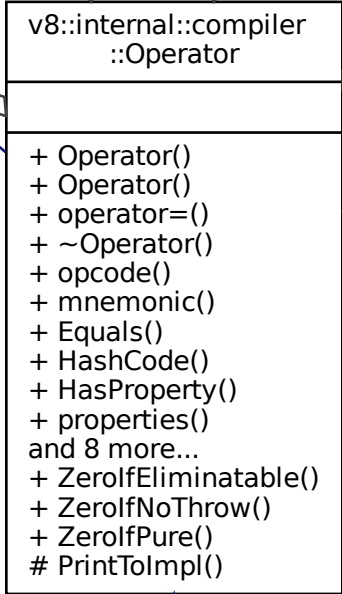 v8::internal::compiler
::Operator
+ Operator()
+ Operator()
+ operator=()
+ ~Operator()
+ opcode()
+ mnemonic()
+ Equals()
+ HashCode()
+ HasProperty()
+ properties()
and 8 more...
+ ZeroIfEliminatable()
+ ZeroIfNoThrow()
+ ZeroIfPure()
# PrintToImpl()